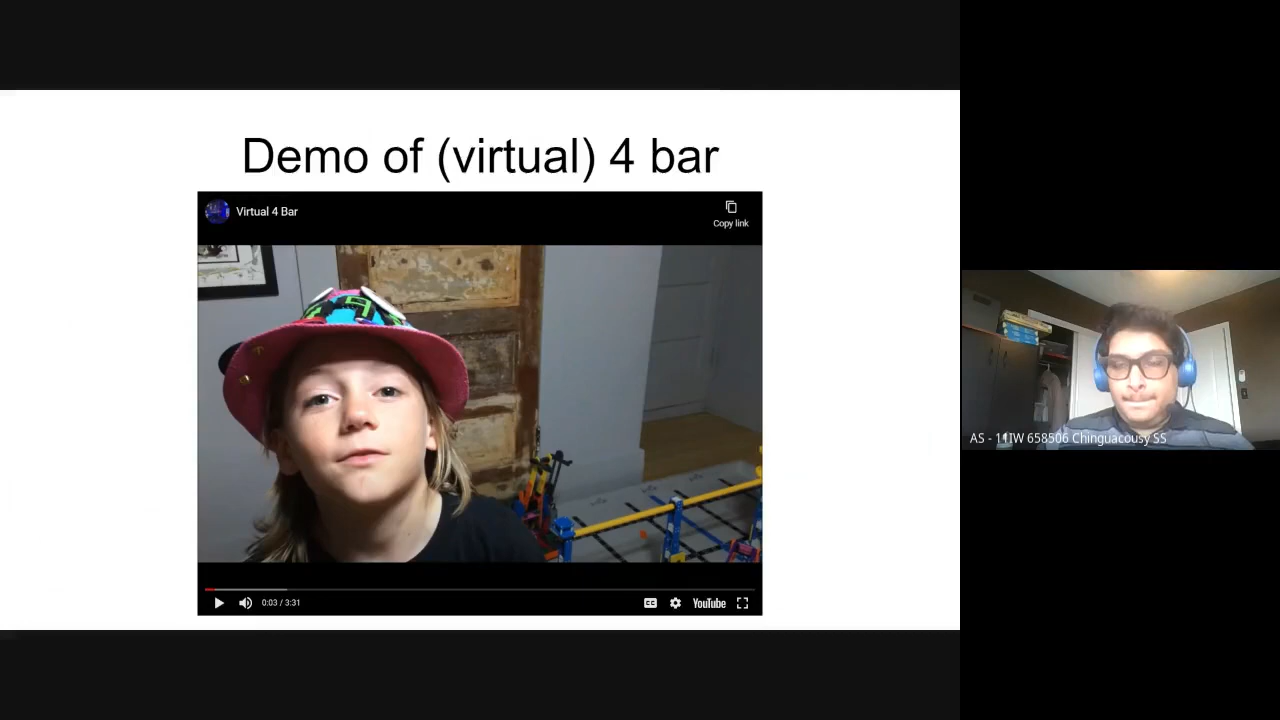 Demo of (virtual) 4 bar
Virtual 4 Bar
Copy link
0:03 / 3:31
CC
YouTube
AS - 11IW 658506 Chinguacousy SS